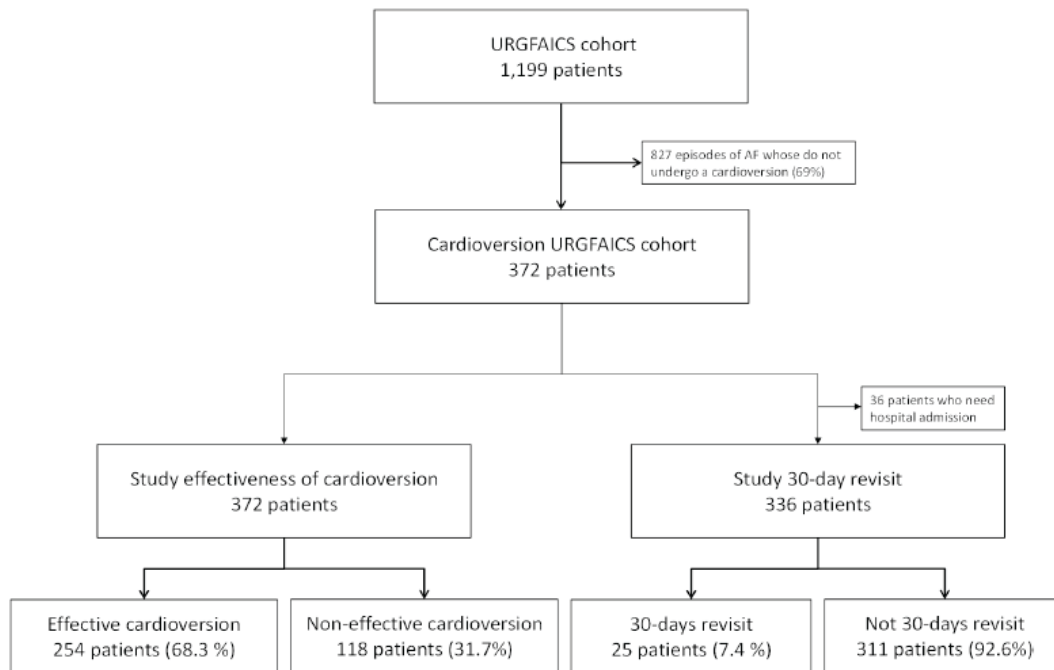 URGFAICS cohort
1,199 patients
827 episodes of AF whose do not
undergo a cardioversion (69%)
Cardioversion URGFAICS cohort
372 patients
36 patients who need
hospital admission
Study effectiveness of cardioversion
372 patients
Study 30-day revisit
336 patients
Effective cardioversion
254 patients (68.3 %)
Non-effective cardioversion
118 patients (31.7%)
30-days revisit
25 patients (7.4 %)
Not 30-days revisit
311 patients (92.6%)